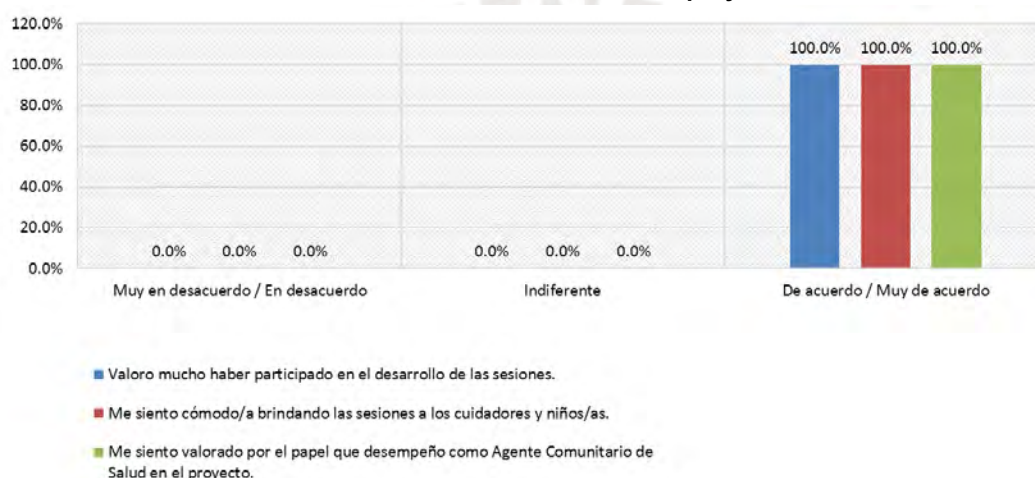 120.0%
100.0%
80.0%
60.0%
40.0%
20.0%
0.0%
100.0% 100.0% 100.0%
0.0% 0.0% 0.0%
0.0% 0.0% 0.0%
Muy en desacuerdo / En desacuerdo
Indiferente
De acuerdo / Muy de acuerdo
Valoro mucho haber participado en el desarrollo de las sesiones.
Me siento cómodo/a brindando las sesiones a los cuidadores y niños/as.
Me siento valorado por el papel que desempeño como Agente Comunitario de
Salud en el proyecto.